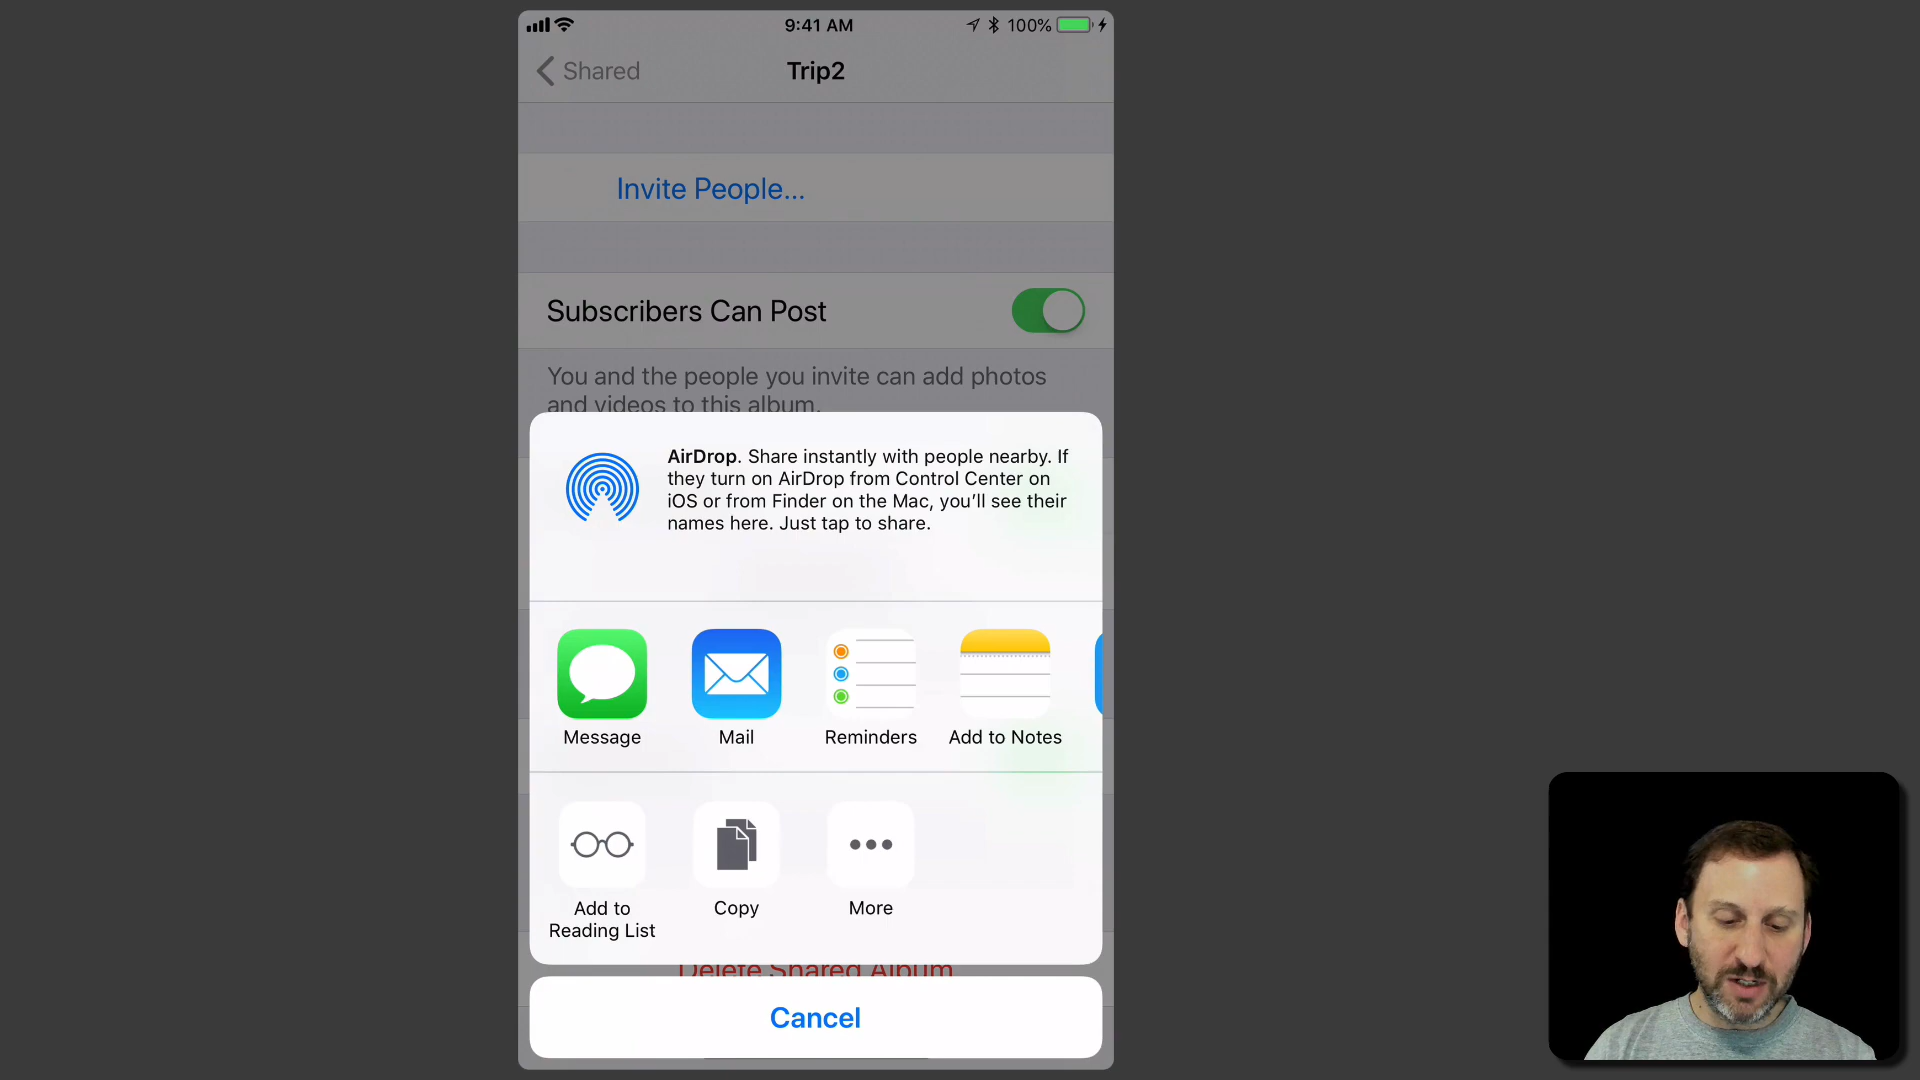 9:41 AM
100%
Shared
Trip2
Invite People...
Subscribers Can Post
You and the people you invite can add photos
and videos to this album.
AirDrop. Share instantly with people nearby. If
they turn on AirDrop from Control Center on
iOS or from Finder on the Mac, you'll see their
names here. Just tap to share.
Message
Mail
Reminders
Add to Notes
Add to
Reading List
Copy
More
Delete Shared Album
Cancel